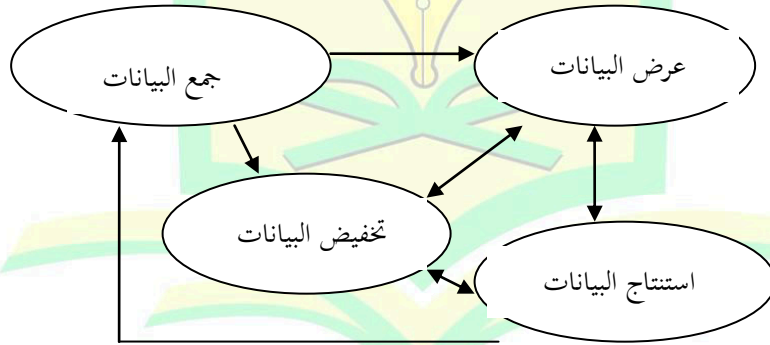 جمع البيانات
عرض البيانات
تخفيض البيانات
استنتاج البيانات